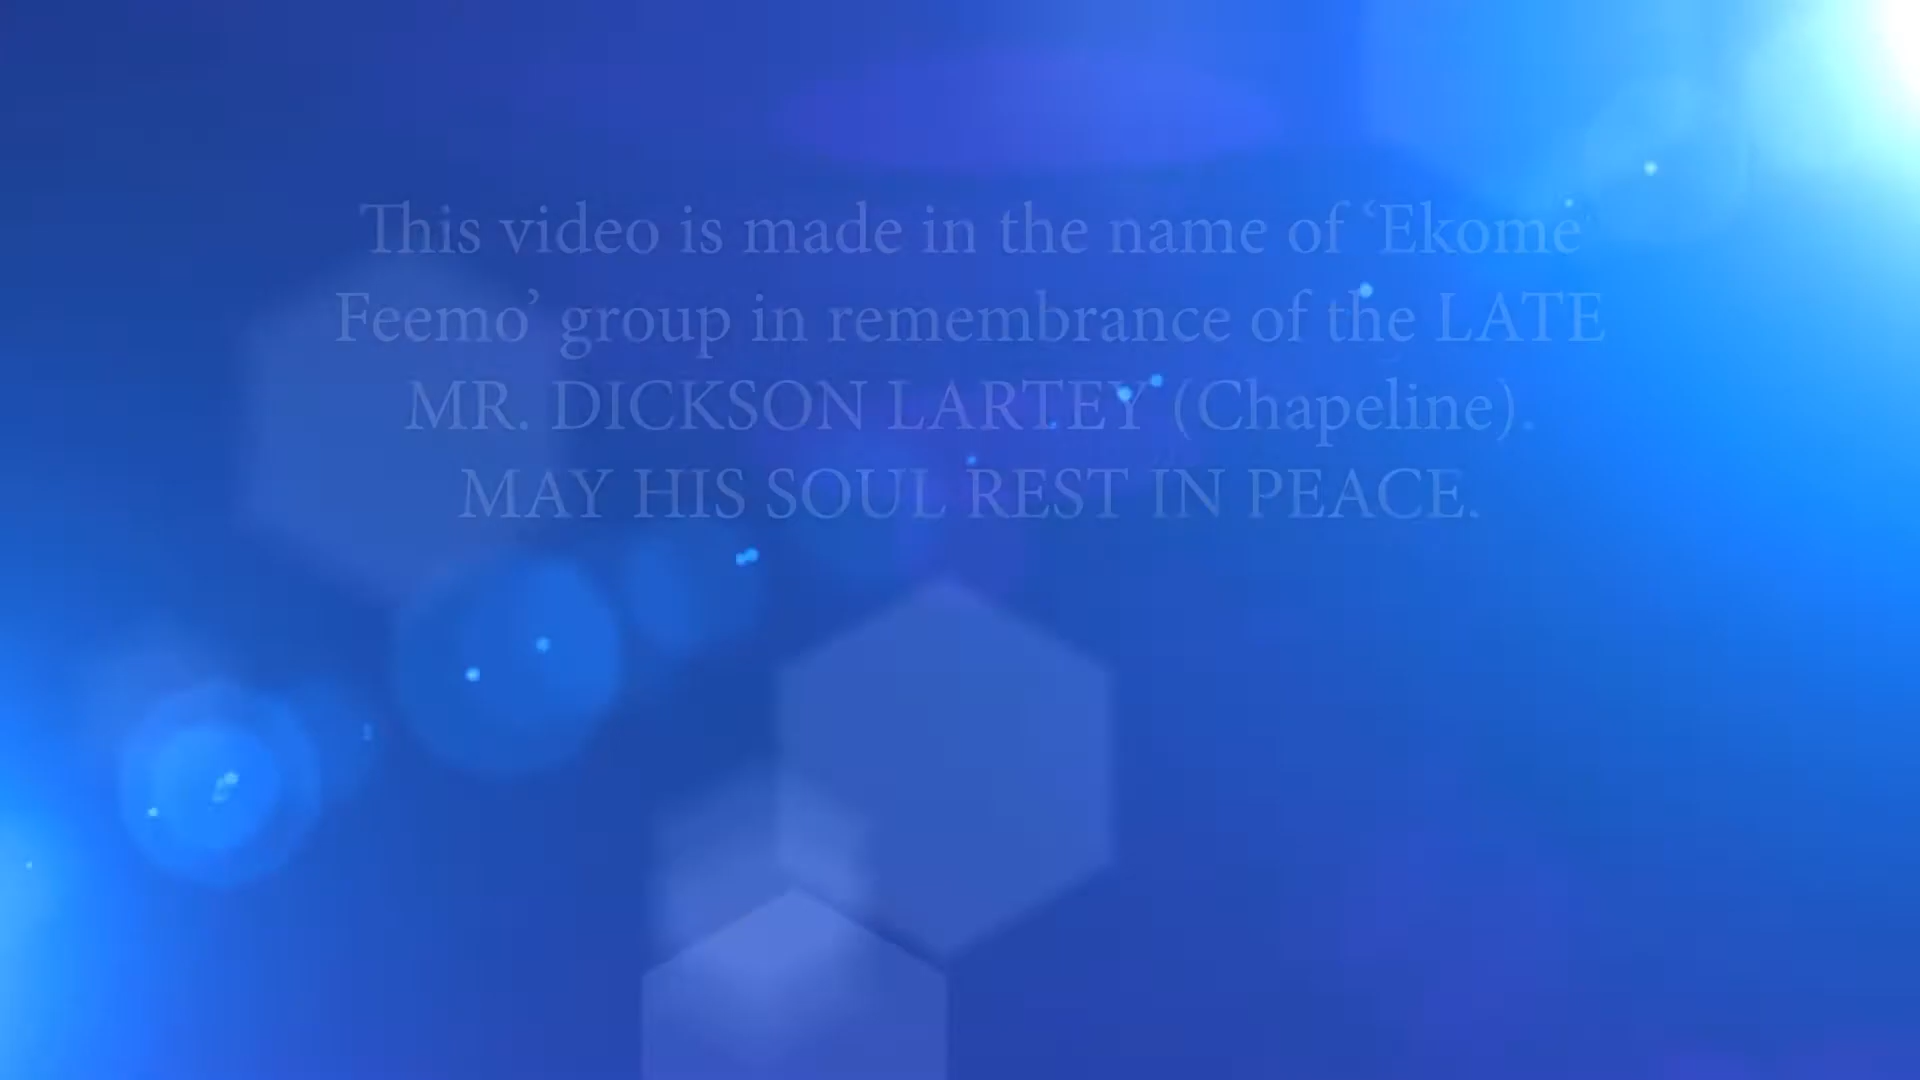 This video is made in the name of ‘Ekome
Feemo’ group in remembrance of the LATE
MR. DICKSON LARTEY (Chapeline).
MAY HIS SOUL REST IN PEACE.